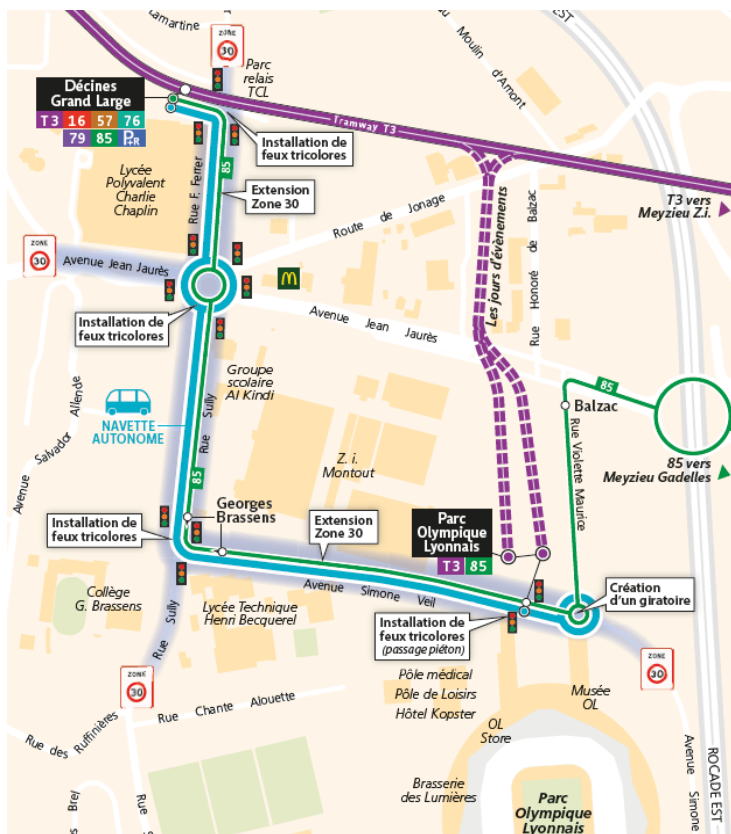 Lamartine
ZONE
30
Parc
relais
TCL
Moulin
d'Amont
ROCADE EST
Décines
Grand Large
T3 16 57 76
79 85 P+R
Tramway T3
Installation de
feux tricolores
85
Rue F. Ferrier
Lycée
Polyvalent
Charlie
Chaplin
Extension
Zone 30
T3 vers
Meyzieu Z.i.
Route de Jonage
Rue Honoré de Balzac
Les jours d'évènements
ZONE
30
Avenue Jean Jaurès
Installation de
feux tricolores
Avenue Jean Jaurès
Groupe
scolaire
Al Kindi
NAVETTE
AUTONOME
Avenue Salvador Allende
Rue Sully
85
85
Balzac
Rue Violette Maurice
85 vers
Meyzieu Gadelles
Z. i.
Montout
Georges
Brassens
Extension
Zone 30
Parc
Olympique
Lyonnais
T3 85
Installation de
feux tricolores
Avenue Simone Veil
Création
d'un giratoire
Collège
G. Brassens
Rue Sully
Lycée Technique
Henri Becquerel
Installation de
feux tricolores
(passage piéton)
ZONE
30
ZONE
30
Pôle médical
Pôle de Loisirs
Hôtel Kopster
Musée
OL
OL
Store
Rue des Ruffinières
Rue Chante Alouette
Brasserie
des Lumières
Parc
Olympique
Lyonnais
Avenue Simone
ROCADE EST
Brel
Rue